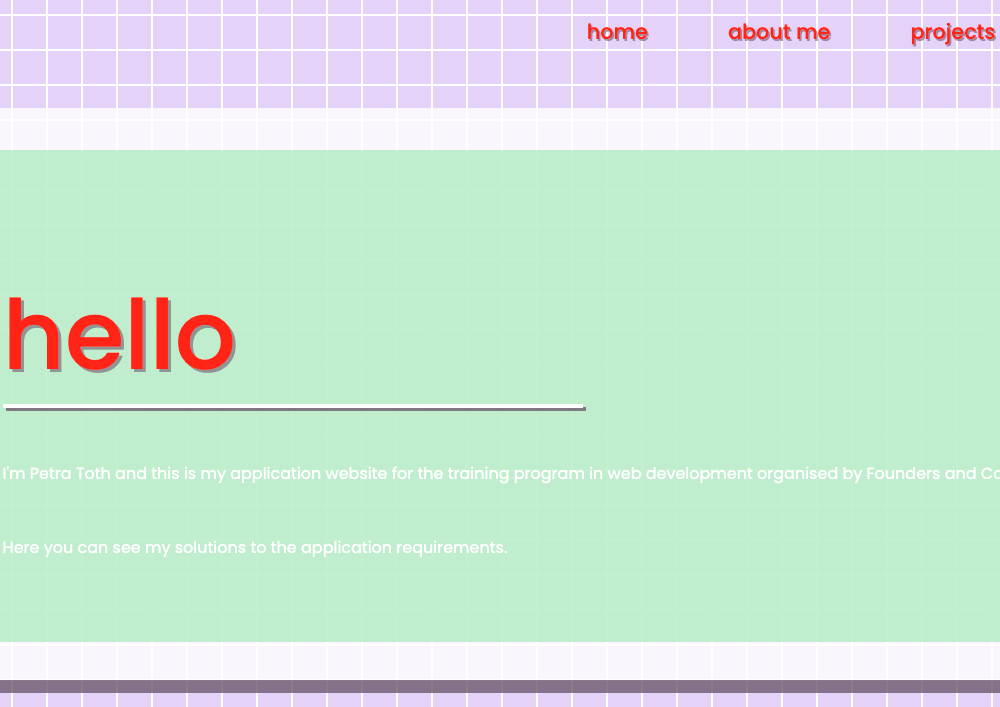 home about me projects
hello
I'm Petra Toth and this is my application website for the training program in web development organised by Founders and
Here you can see my solutions to the application requirements.